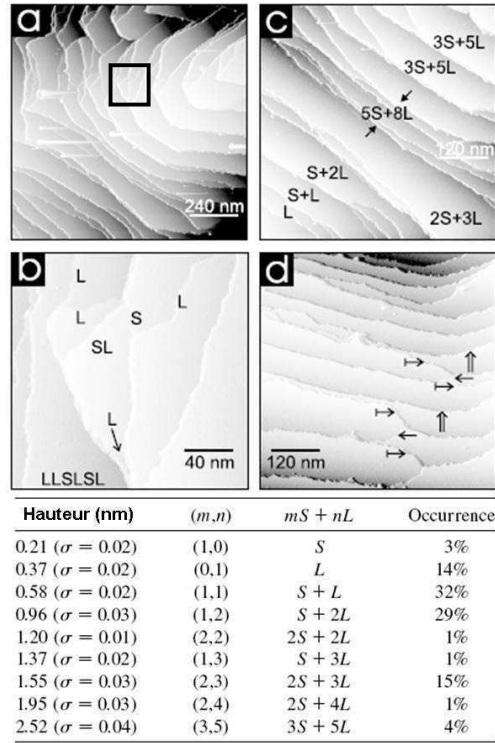 a
240 nm
c
3S+5L
3S+5L
5S+8L
120 nm
S+2L
S+L
L
2S+3L
b
L
L
L
S
SL
L
LLSLSL
40 nm
d
120 nm
Hauteur (nm) (m,n) mS + nL Occurrence
0.21 (σ = 0.02) (1,0) S 3%
0.37 (σ = 0.02) (0,1) L 14%
0.58 (σ = 0.02) (1,1) S + L 32%
0.96 (σ = 0.03) (1,2) S + 2L 29%
1.20 (σ = 0.01) (2,2) 2S + 2L 1%
1.37 (σ = 0.02) (1,3) S + 3L 1%
1.55 (σ = 0.03) (2,3) 2S + 3L 15%
1.95 (σ = 0.03) (2,4) 2S + 4L 1%
2.52 (σ = 0.04) (3,5) 3S + 5L 4%